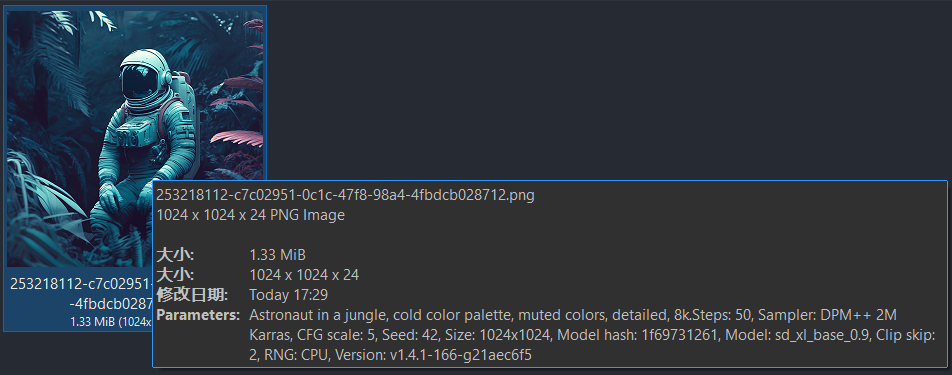 253218112-c7c02951-
-4fbdcb0287
1.33 MiB (1024x
253218112-c7c02951-0c1c-47f8-98a4-4fbdcb028712.png
1024 x 1024 x 24 PNG Image
大小: 1.33 MiB
大小: 1024 x 1024 x 24
修改日期: Today 17:29
Parameters: Astronaut in a jungle, cold color palette, muted colors, detailed, 8k.Steps: 50, Sampler: DPM++ 2M
Karras, CFG scale: 5, Seed: 42, Size: 1024x1024, Model hash: 1f69731261, Model: sd_xl_base_0.9, Clip skip:
2, RNG: CPU, Version: v1.4.1-166-g21aec6f5